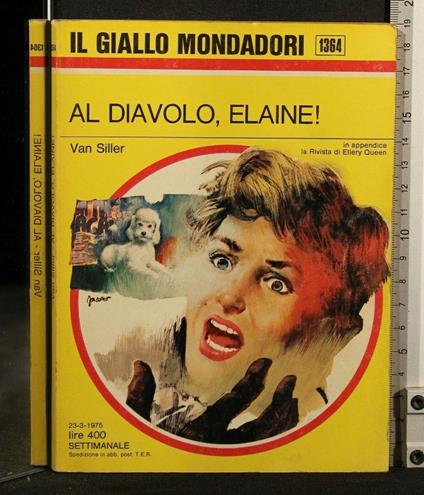 IL GIALLO MONDADORI 1364
AL DIAVOLO, ELAINE!
Van Siller
in appendice
la Rivista di Ellery Queen
Jacono
23-3-1975
lire 400
SETTIMANALE
Spedizione in abb. post. T.E.R.
Van Siller - AL DIAVOLO, ELAINE!